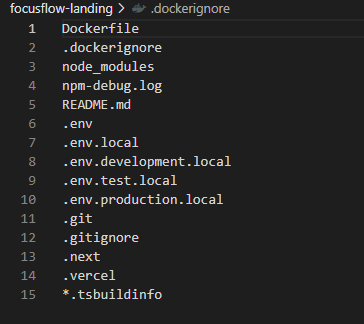 focusflow-landing > .dockerignore
1 Dockerfile
2 .dockerignore
3 node_modules
4 npm-debug.log
5 README.md
6 .env
7 .env.local
8 .env.development.local
9 .env.test.local
10 .env.production.local
11 .git
12 .gitignore
13 .next
14 .vercel
15 *.tsbuildinfo